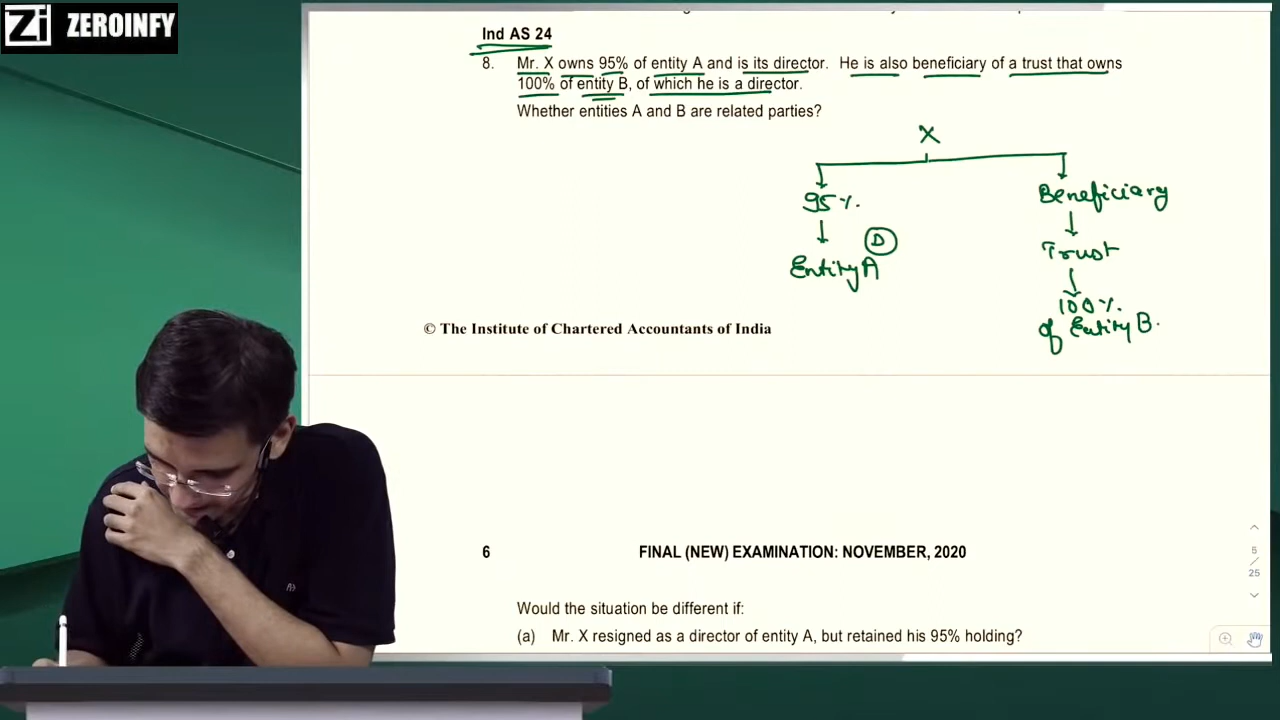 Zi ZEROINFY
Ind AS 24
8. Mr. X owns 95% of entity A and is its director. He is also beneficiary of a trust that owns
100% of entity B, of which he is a director.
Whether entities A and B are related parties?
X
95%.
Beneficiary
D
Trust
Entity A
100%.
of Entity B.
© The Institute of Chartered Accountants of India
6 FINAL (NEW) EXAMINATION: NOVEMBER, 2020
5
/
25
Would the situation be different if:
(a) Mr. X resigned as a director of entity A, but retained his 95% holding?